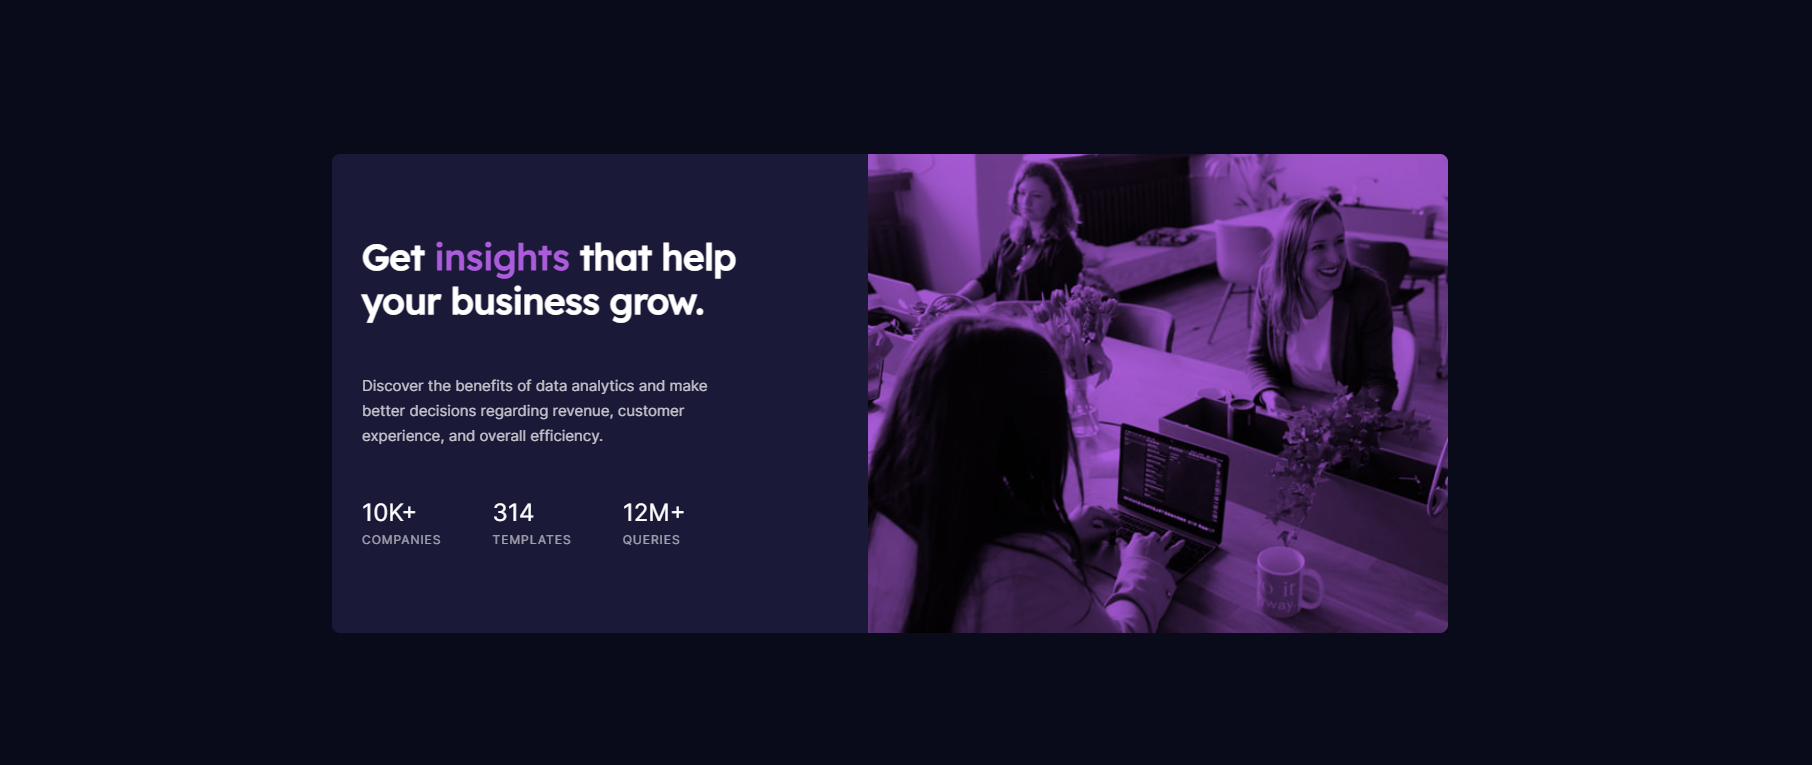 Get insights that help
your business grow.
Discover the benefits of data analytics and make
better decisions regarding revenue, customer
experience, and overall efficiency.
10K+ 314 12M+
COMPANIES TEMPLATES QUERIES